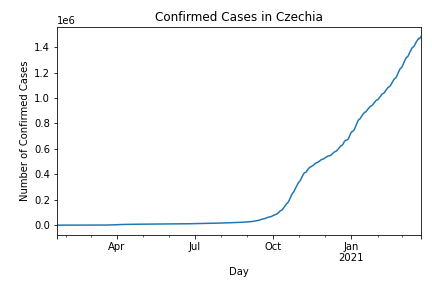 Confirmed Cases in Czechia
1e6
1.4
1.2
1.0
0.8
0.6
0.4
0.2
0.0
Number of Confirmed Cases
Apr
Jul
Oct
Jan
2021
Day